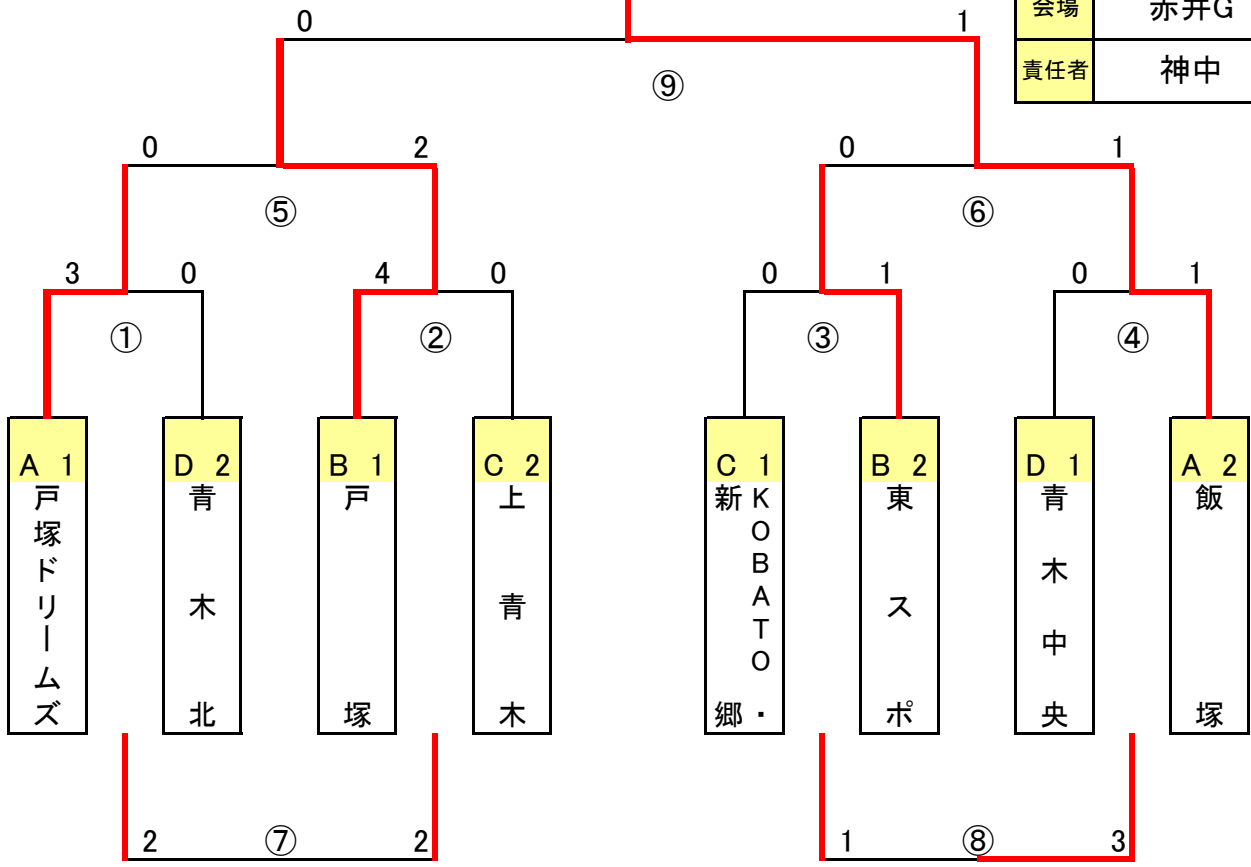 会場 赤井G
0 1
責任者 神中
⑨
0 2 0 1
⑤ ⑥
3 0 4 0 0 1 0 1
① ② ③ ④
A 1 D 2 B 1 C 2 C 1 B 2 D 1 A 2
戸塚ドリームズ
青木北
戸塚
上青木
KOBATO・
新郷
東スポ
青木中央
飯塚
2 ⑦ 2 1 ⑧ 3